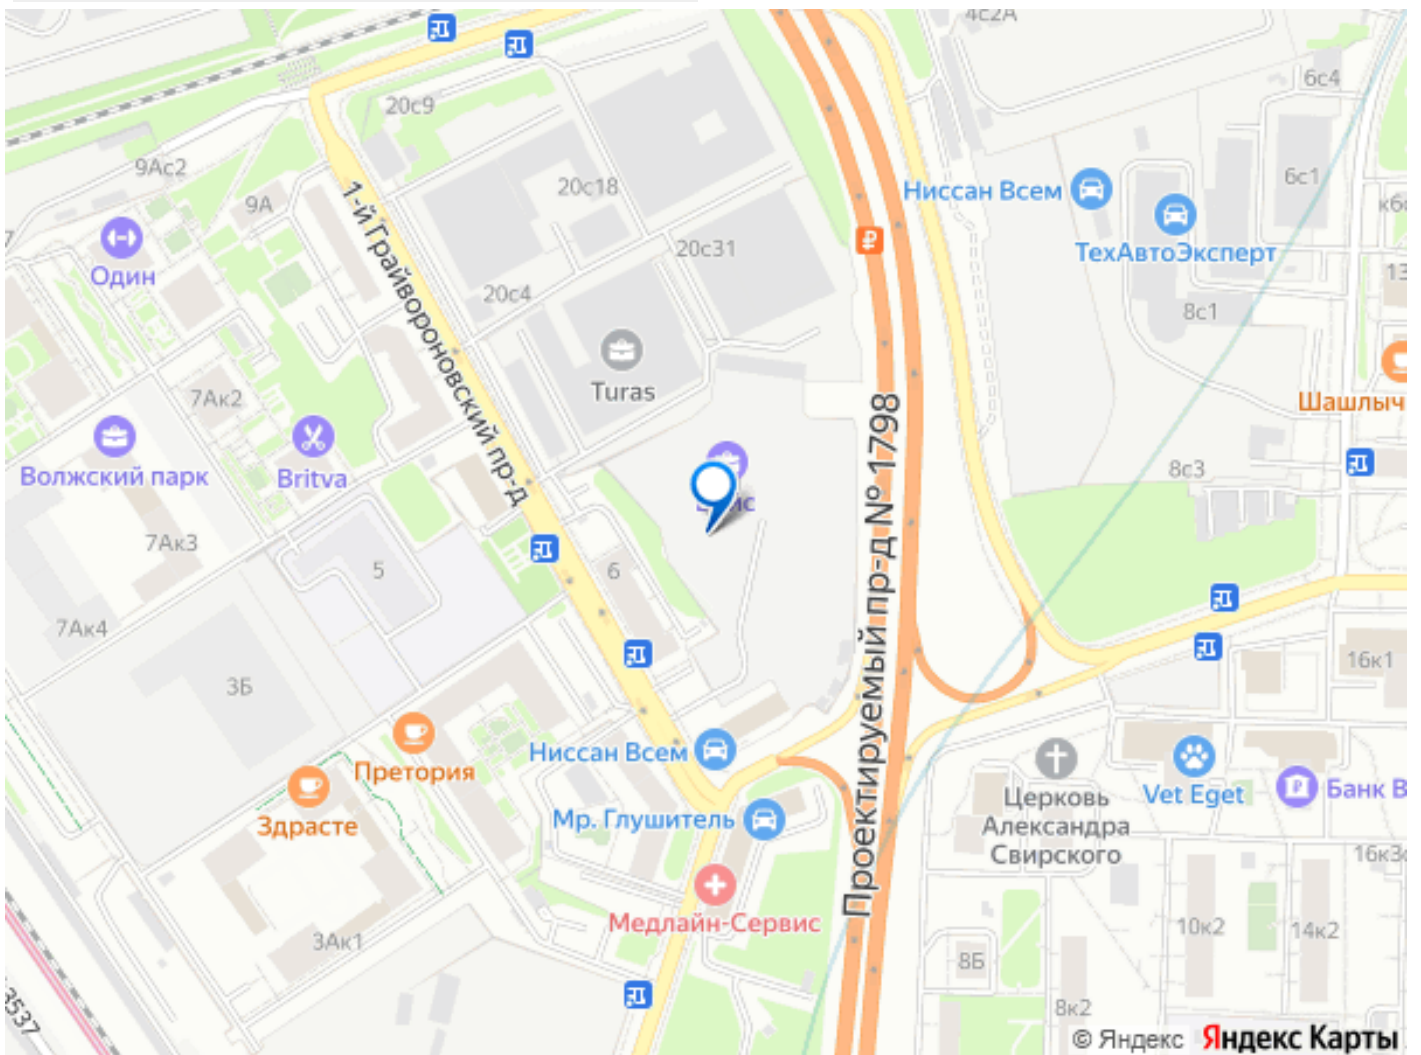 4с2А
6с4
20с9
9Ас2
1-й Грайвороновский пр-д
20с18
Ниссан Всем
6с1
9А
Один
20с31
ТехАвтоЭксперт
20с4
8с1
Turas
7Ак2
Шашлыч
Волжский парк
Britva
8с3
Проектируемый пр-д № 1798
7Ак3
5
6
7Ак4
16к1
3Б
Ниссан Всем
Претория
Церковь
Александра
Свирского
Vet Eget
Банк В
Здрасте
Мр. Глушитель
Медлайн-Сервис
10к2
14к2
3Ак1
8Б
3537
8к2
© Яндекс Яндекс Карты